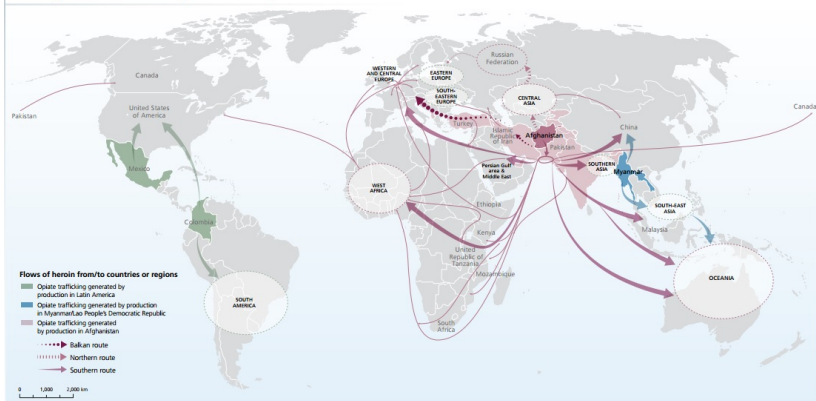 Russian
Federation
WESTERN
AND CENTRAL
EUROPE
EASTERN
EUROPE
Canada
SOUTH-
EASTERN
EUROPE
CENTRAL
ASIA
United States
of America
Canada
Pakistan
Turkey
Islamic
Republic
of Iran
Afghanistan
China
Pakistan
Mexico
Persian Gulf
area &
Middle East
SOUTHERN
ASIA
Myanmar
WEST
AFRICA
SOUTH-EAST
ASIA
Ethiopia
Colombia
Kenya
Malaysia
United
Republic of
Tanzania
Mozambique
OCEANIA
SOUTH
AMERICA
South
Africa
Flows of heroin from/to countries or regions
Opiate trafficking generated by
production in Latin America
Opiate trafficking generated by production
in Myanmar/Lao People's Democratic Republic
Opiate trafficking generated
by production in Afghanistan
Balkan route
Northern route
Southern route
0 1,000 2,000 km